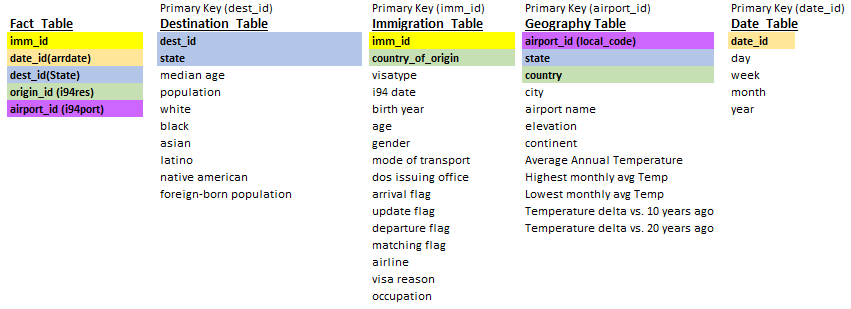 Primary Key (dest_id) Primary Key (imm_id) Primary Key (airport_id) Primary Key (date_id)
Fact_Table Destination_Table Immigration_Table Geography Table Date_Table
imm_id dest_id imm_id airport_id (local_code) date_id
date_id(arrdate) state country_of_origin state day
dest_id(State) median age visatype country week
origin_id (i94res) population i94 date city month
airport_id (i94port) white birth year airport name year
black age elevation
asian gender continent
latino mode of transport Average Annual Temperature
native american dos issuing office Highest monthly avg Temp
foreign-born population arrival flag Lowest monthly avg Temp
update flag Temperature delta vs. 10 years ago
departure flag Temperature delta vs. 20 years ago
matching flag
airline
visa reason
occupation